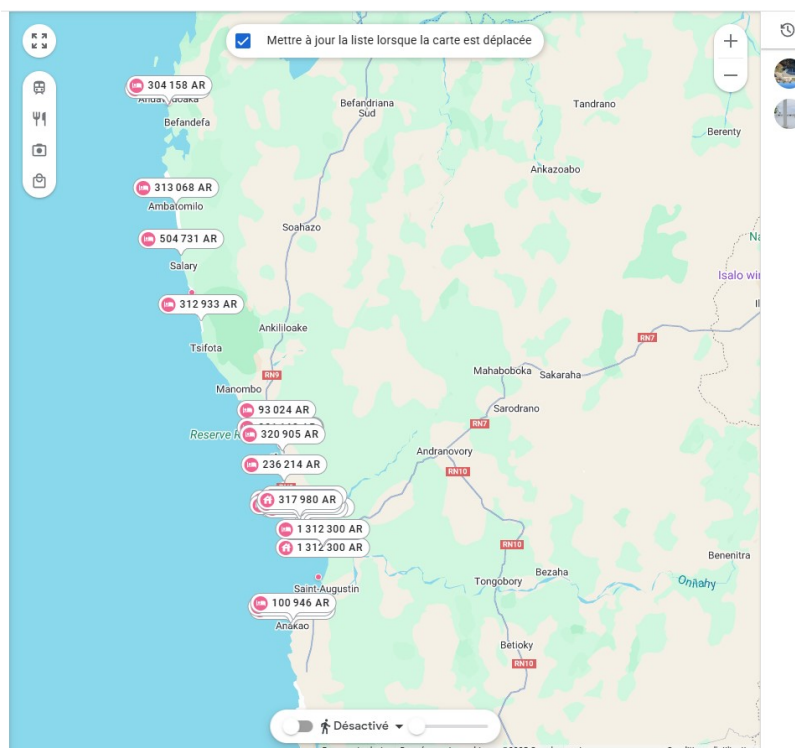 Mettre à jour la liste lorsque la carte est déplacée
304 158 AR
Befandefa
Befandriana
Sud
Tandrano
Berenty
Ankazoabo
313 068 AR
Ambatomilo
Soahazo
504 731 AR
Salary
Isalo
312 933 AR
Ankililoake
RN7
Tsifota
Mahaboboka
Sakaraha
RN9
Manombo
93 024 AR
Sarodrano
RN7
320 905 AR
Reserve
Andranovory
236 214 AR
RN10
317 980 AR
1 312 300 AR
1 312 300 AR
RN10
Benenitra
Bezaha
Tongobory
Onilahy
Saint-Augustin
100 946 AR
Anakao
Betioky
RN10
Désactivé